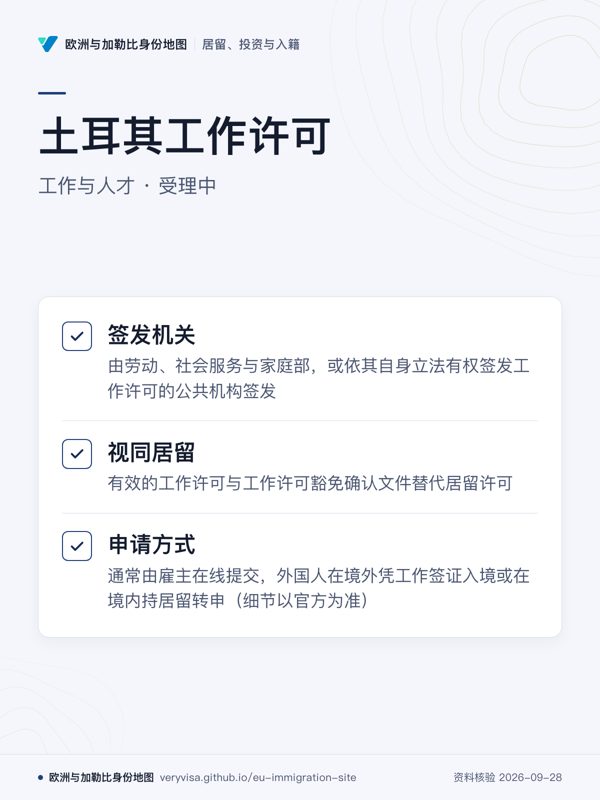 欧洲与加勒比身份地图 居留、投资与入籍
土耳其工作许可
工作与人才 · 受理中
签发机关
由劳动、社会服务与家庭部，或依其自身立法有权签发工
作许可的公共机构签发
视同居留
有效的工作许可与工作许可豁免确认文件替代居留许可
申请方式
通常由雇主在线提交，外国人在境外凭工作签证入境或在
境内持居留转申（细节以官方为准）
欧洲与加勒比身份地图 veryvisa.github.io/eu-immigration-site 资料核验 2026-09-28